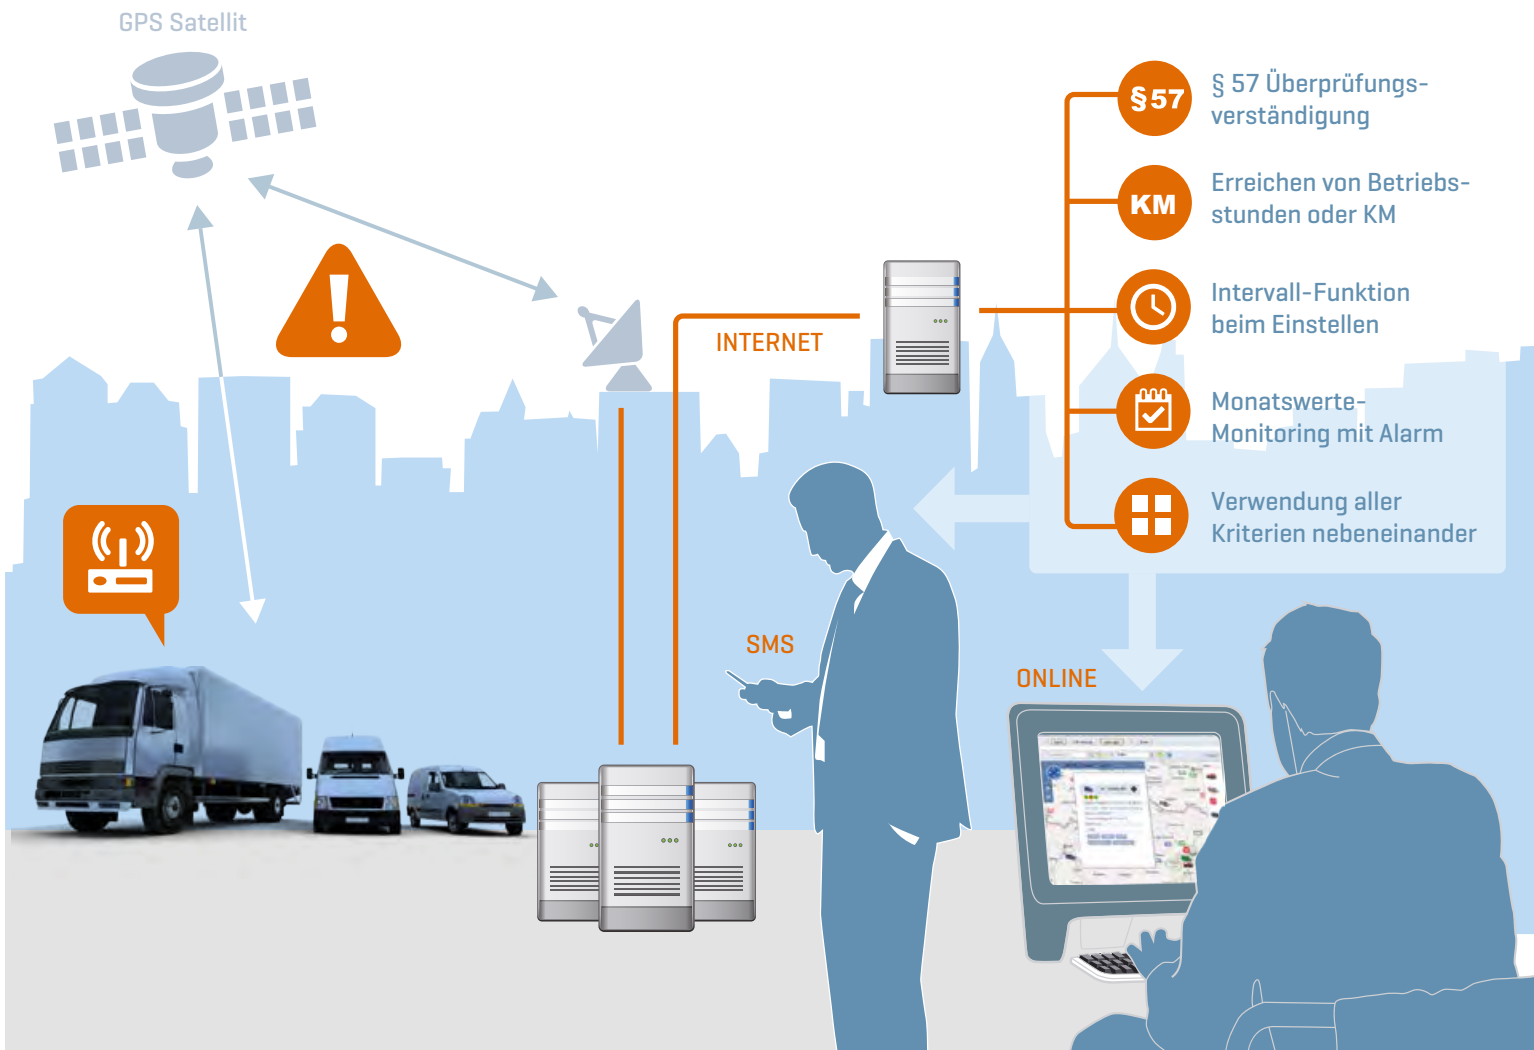 GPS Satellit
§57
§ 57 Überprüfungs-
verständigung
KM
Erreichen von Betriebs-
stunden oder KM
Intervall-Funktion
beim Einstellen
INTERNET
Monatswerte-
Monitoring mit Alarm
Verwendung aller
Kriterien nebeneinander
SMS
ONLINE